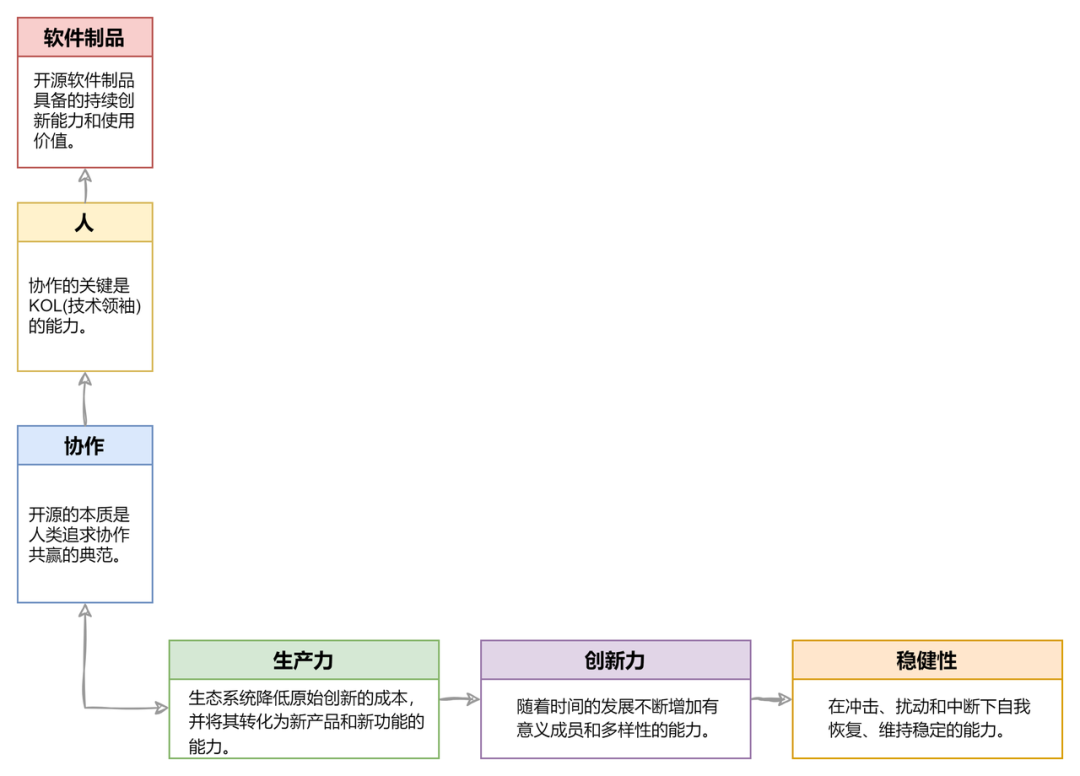 软件制品
开源软件制品
具备的持续创
新能力和使用
价值。
人
协作的关键是
KOL(技术领袖)
的能力。
协作
开源的本质是
人类追求协作
共赢的典范。
生产力
生态系统降低原始创新的成本，
并将其转化为新产品和新功能的
能力。
创新力
随着时间的发展不断增加有
意义成员和多样性的能力。
稳健性
在冲击、扰动和中断下自我
恢复、维持稳定的能力。